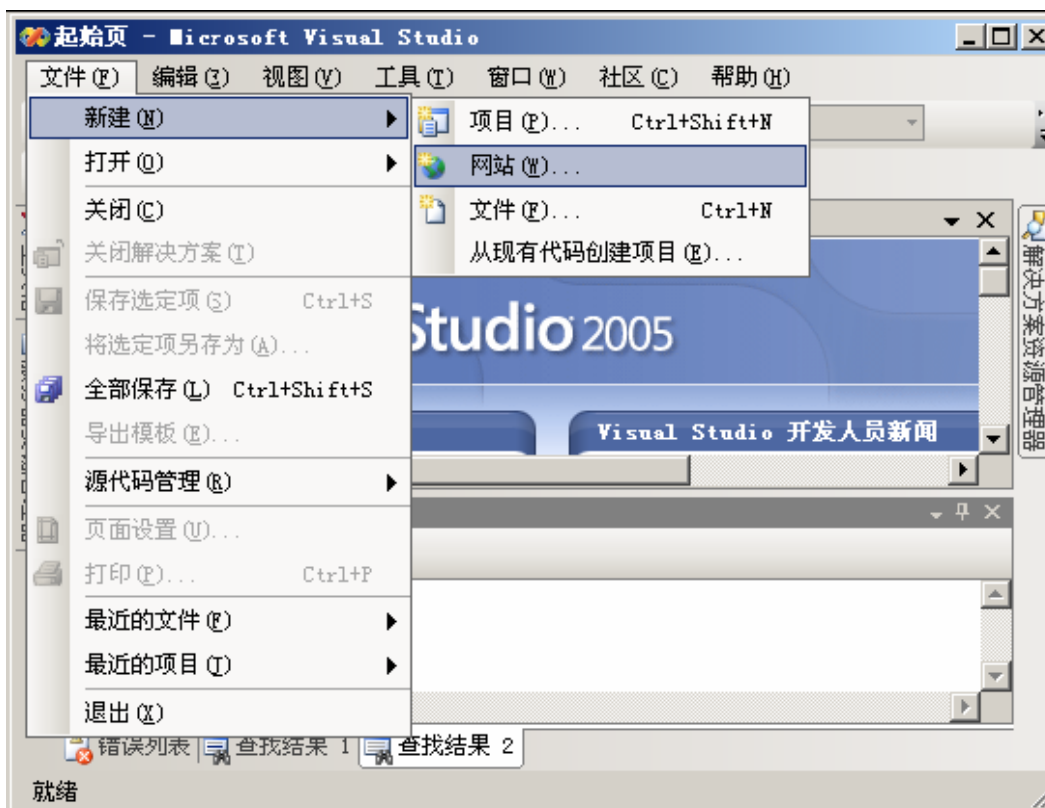 起始页 - Microsoft Visual Studio
文件(F) 编辑(E) 视图(V) 工具(T) 窗口(W) 社区(C) 帮助(H)
新建(N)
打开(O)
关闭(C)
关闭解决方案(T)
保存选定项(S) Ctrl+S
将选定项另存为(A)...
全部保存(L) Ctrl+Shift+S
导出模板(E)...
源代码管理(R)
页面设置(U)...
打印(P)... Ctrl+P
最近的文件(F)
最近的项目(T)
退出(X)
项目(P)... Ctrl+Shift+N
网站(W)...
文件(F)... Ctrl+N
从现有代码创建项目(E)...
Studio 2005
Visual Studio 开发人员新闻
解决方案资源管理器
错误列表 查找结果 1 查找结果 2
就绪